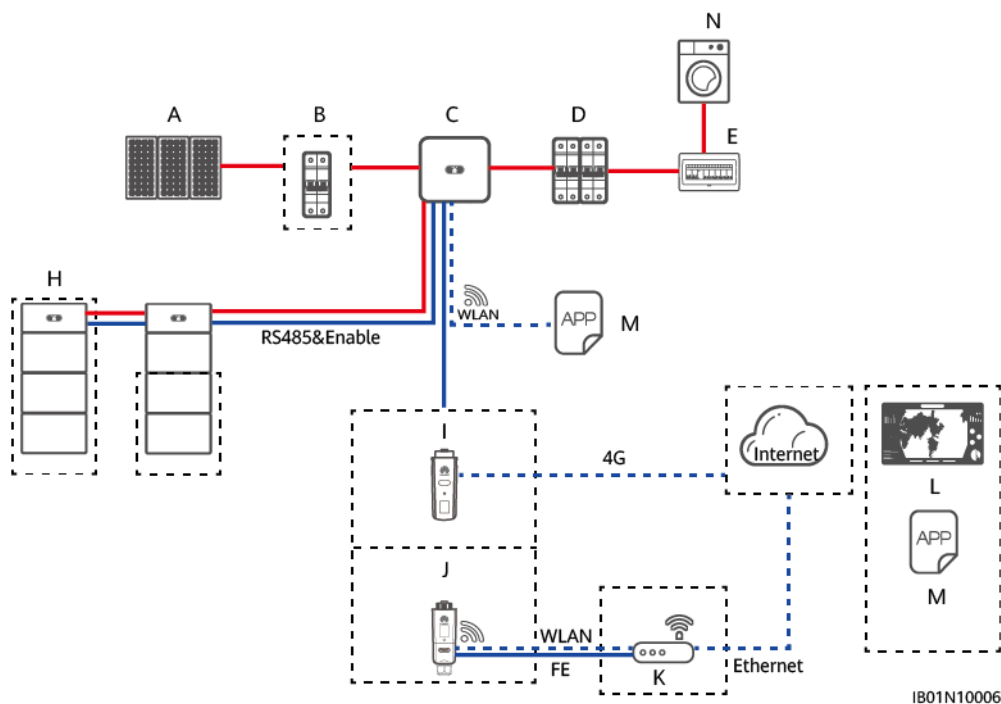 N
A
B
C
D
E
H
WLAN
APP
M
RS485&Enable
I
4G
Internet
L
APP
M
J
WLAN
FE
K
Ethernet
IB01N10006